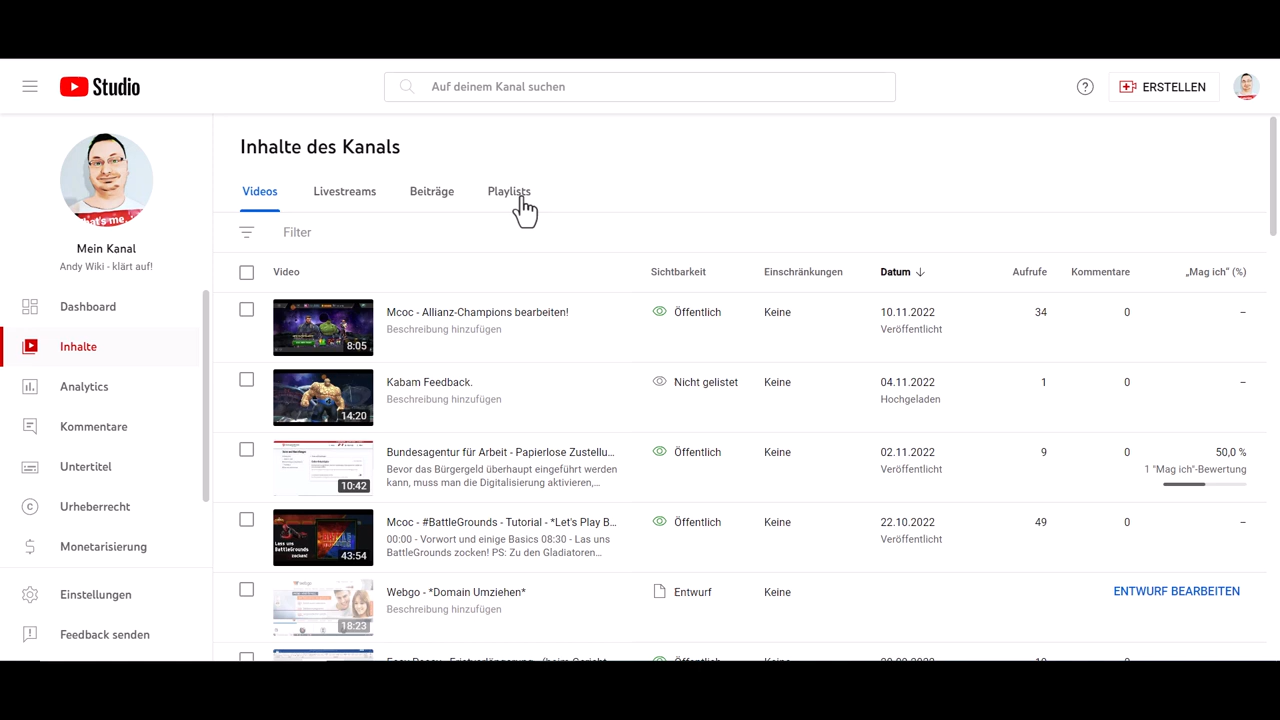 Studio
Auf deinem Kanal suchen
ERSTELLEN
that's me
Mein Kanal
Andy Wiki - klärt auf!
Dashboard
Inhalte
Analytics
Kommentare
Untertitel
Urheberrecht
Monetarisierung
Einstellungen
Feedback senden
Inhalte des Kanals
Videos Livestreams Beiträge Playlists
Filter
Video Sichtbarkeit Einschränkungen Datum Aufrufe Kommentare „Mag ich“ (%)
8:05 Mcoc - Allianz-Champions bearbeiten! Öffentlich Keine 10.11.2022 34 0 –
Beschreibung hinzufügen Veröffentlicht
14:20 Kabam Feedback. Nicht gelistet Keine 04.11.2022 1 0 –
Beschreibung hinzufügen Hochgeladen
10:42 Bundesagentur für Arbeit - Papierlose Zustellu... Öffentlich Keine 02.11.2022 9 0 50,0 %
Bevor das Bürgergeld überhaupt eingeführt werden Veröffentlicht 1 "Mag ich"-Bewertung
kann, muss man die Digitalisierung aktivieren,...
43:54 Mcoc - #BattleGrounds - Tutorial - *Let's Play B... Öffentlich Keine 22.10.2022 49 0 –
00:00 - Vorwort und einige Basics 08:30 - Las uns Veröffentlicht
BattleGrounds zocken! PS: Zu den Gladiatoren...
18:23 Webgo - *Domain Umziehen* Entwurf Keine ENTWURF BEARBEITEN
Beschreibung hinzufügen